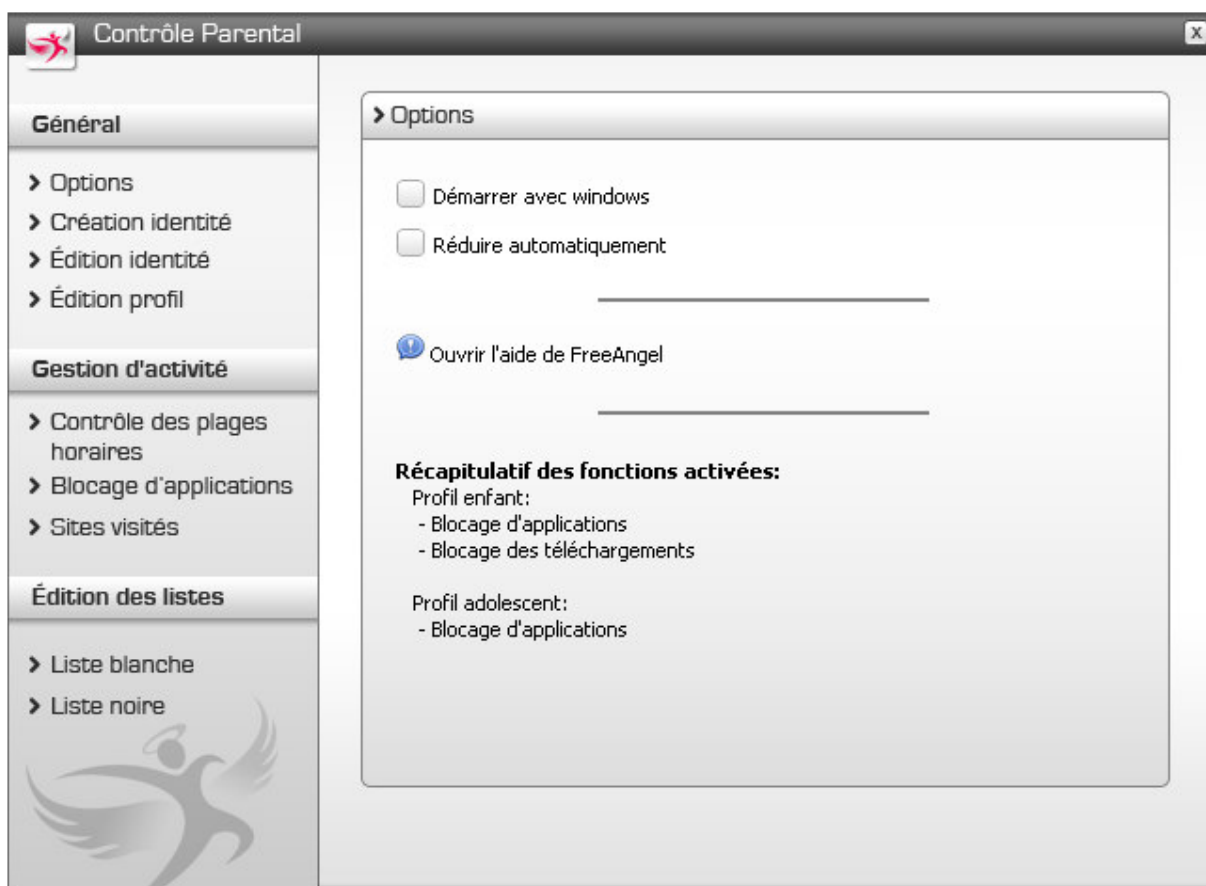 Contrôle Parental
X
Général
Options
Création identité
Édition identité
Édition profil
Gestion d'activité
Contrôle des plages
horaires
Blocage d'applications
Sites visités
Édition des listes
Liste blanche
Liste noire
Options
Démarrer avec windows
Réduire automatiquement
Ouvrir l'aide de FreeAngel
Récapitulatif des fonctions activées:
Profil enfant:
- Blocage d'applications
- Blocage des téléchargements
Profil adolescent:
- Blocage d'applications